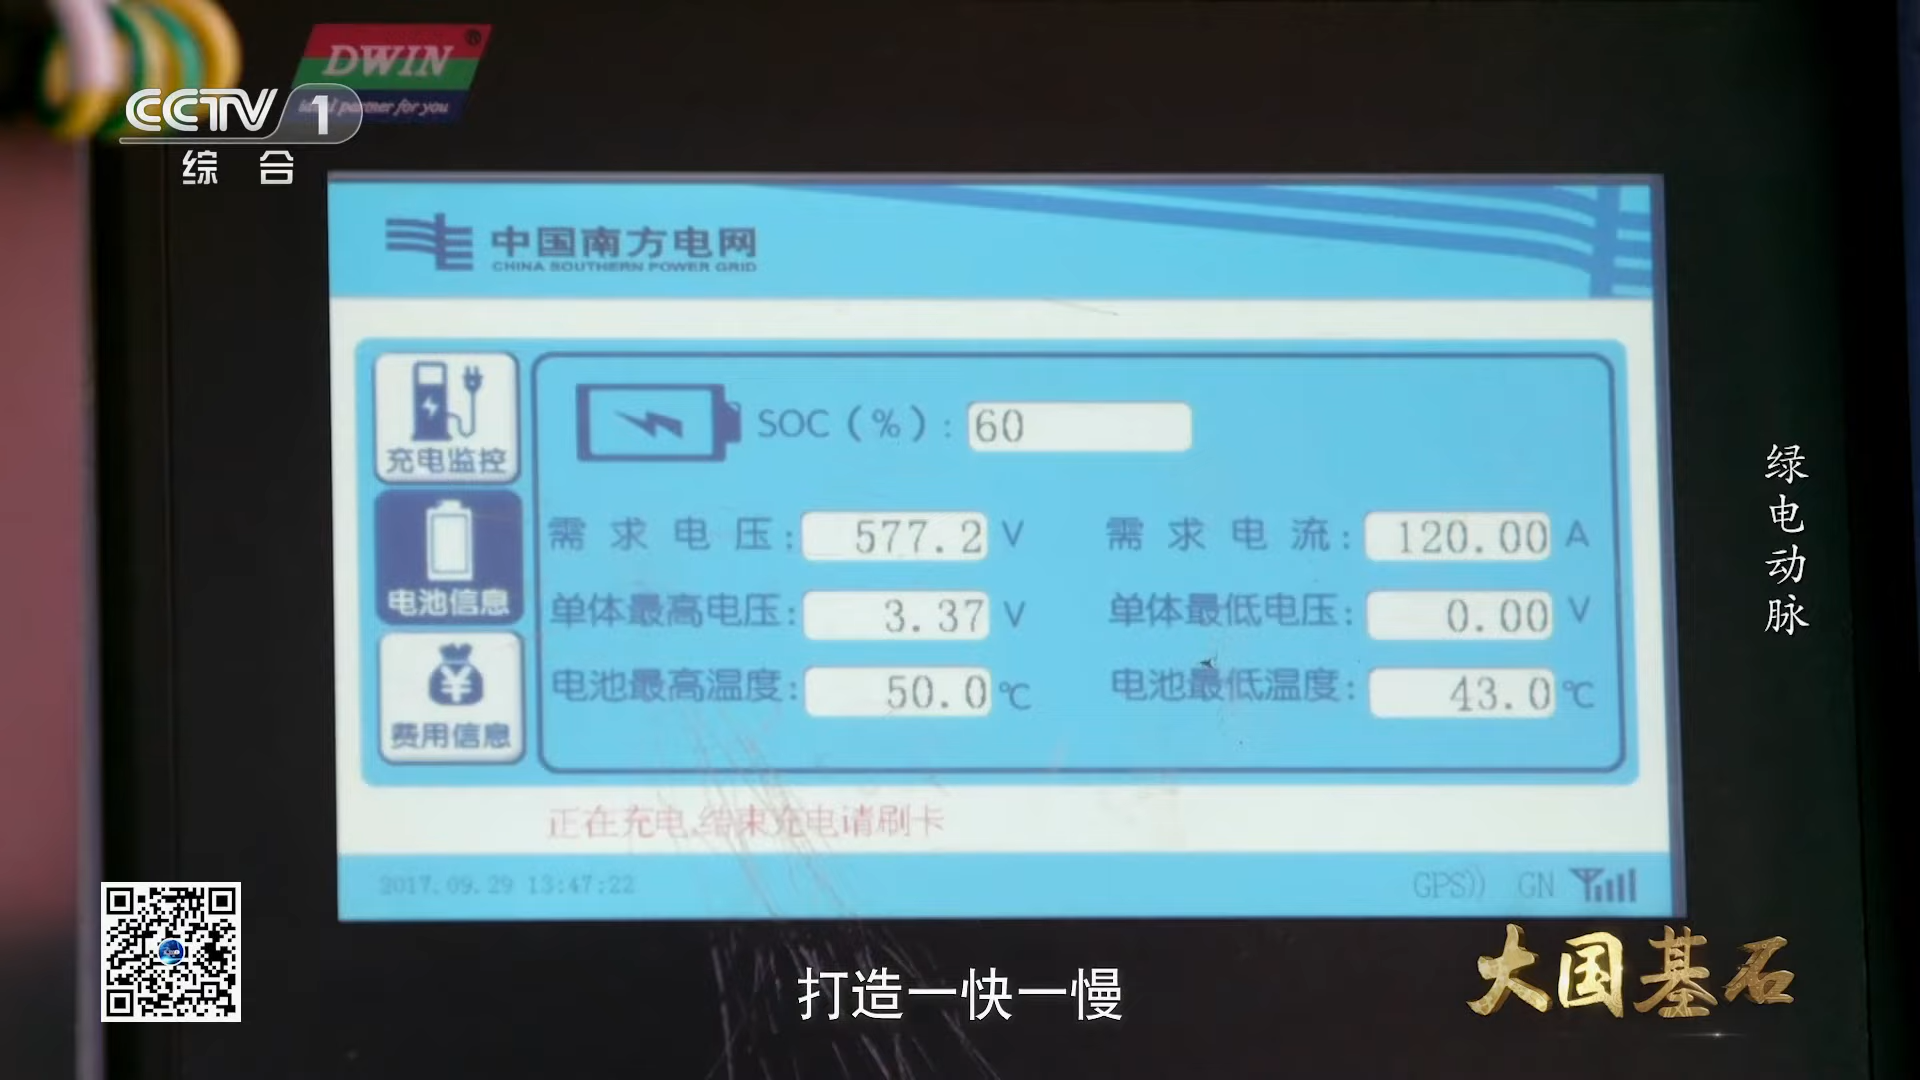 DWIN®
ideal partner for you
CCTV 1
综合
中国南方电网
CHINA SOUTHERN POWER GRID
充电监控
电池信息
费用信息
SOC（%）: 60
需求电压: 577.2 V
需求电流: 120.00 A
单体最高电压: 3.37 V
单体最低电压: 0.00 V
电池最高温度: 50.0 ℃
电池最低温度: 43.0 ℃
正在充电,结束充电请刷卡
2017.09.29 13:47:22
GPS)) GN
绿电动脉
打造一快一慢
大国基石